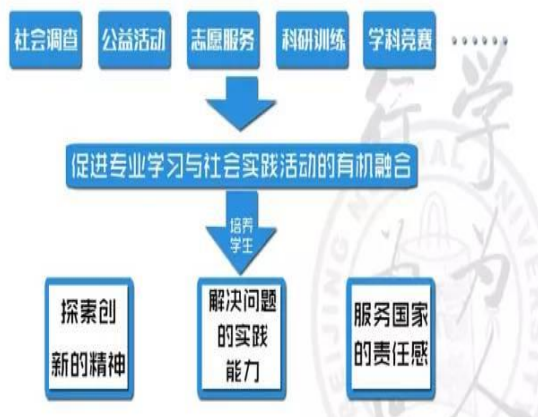 社会调查 公益活动 志愿服务 科研训练 学科竞赛 ......
促进专业学习与社会实践活动的有机融合
培养
学生
探索创
新的精神
解决问题
的实践
能力
服务国家
的责任感